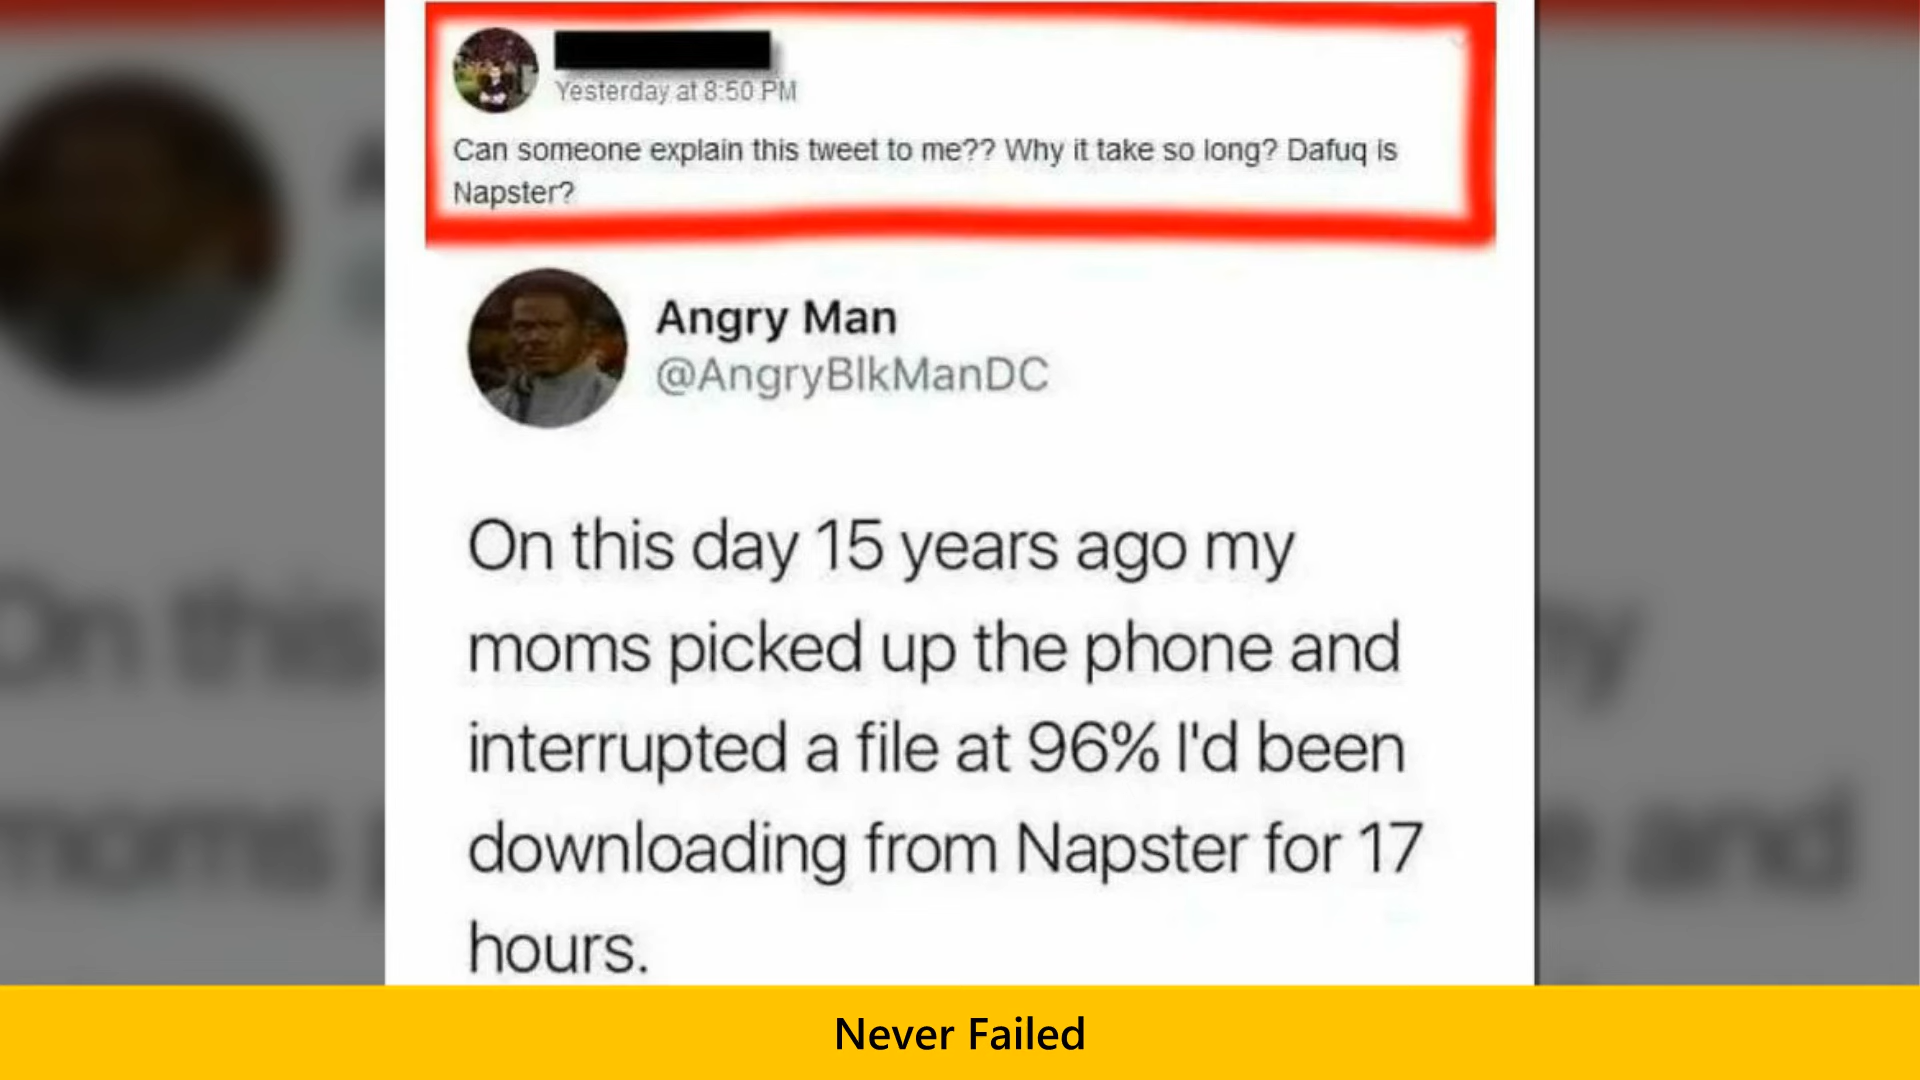 Yesterday at 8:50 PM
Can someone explain this tweet to me?? Why it take so long? Dafuq is
Napster?
Angry Man
@AngryBlkManDC
On this day 15 years ago my
moms picked up the phone and
interrupted a file at 96% I'd been
downloading from Napster for 17
hours.
Never Failed